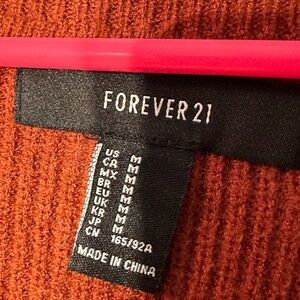 FOREVER 21
US M
CA M
MX M
BR M
EU M
UK M
KR M
JP M
CN 165/92A
MADE IN CHINA